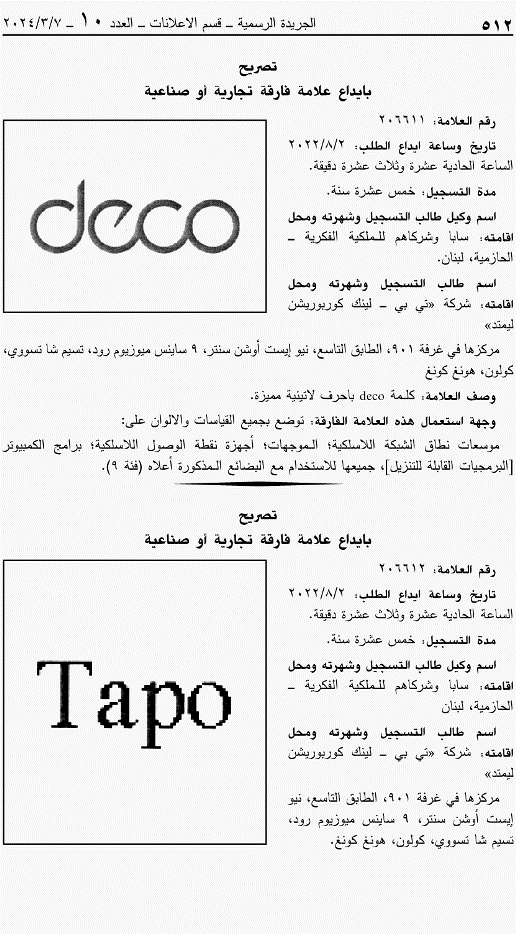 ٥١٢
الجريدة الرسمية ــ قسم الاعلانات ــ العدد ١٠ ــ ٢٠٢٤/٣/٧
تصريح
بايداع علامة فارقة تجارية أو صناعية
deco
رقم العلامة: ٢٠٦٦١١
تاريخ وساعة ايداع الطلب: ٢٠٢٢/٨/٢
الساعة الحادية عشرة وثلاث عشرة دقيقة.
مدة التسجيل: خمس عشرة سنة.
اسم وكيل طالب التسجيل وشهرته ومحل
اقامته: سابا وشركاهم للملكية الفكرية ــ
الحازمية، لبنان.
اسم طالب التسجيل وشهرته ومحل
اقامته: شركة «تي بي ــ لينك كوربوريشن
ليمتد»
مركزها في غرفة ٩٠١، الطابق التاسع، نيو إيست أوشن سنتر، ٩ ساينس ميوزيوم رود، تسيم شا تسووي،
كولون، هونغ كونغ
وصف العلامة: كلمة deco باحرف لاتينية مميزة.
وجهة استعمال هذه العلامة الفارقة: توضع بجميع القياسات والالوان على:
موسعات نطاق الشبكة اللاسلكية؛ الموجهات؛ أجهزة نقطة الوصول اللاسلكية؛ برامج الكمبيوتر
[البرمجيات القابلة للتنزيل]، جميعها للاستخدام مع البضائع المذكورة أعلاه (فئة ٩).
تصريح
بايداع علامة فارقة تجارية أو صناعية
Tapo
رقم العلامة: ٢٠٦٦١٢
تاريخ وساعة ايداع الطلب: ٢٠٢٢/٨/٢
الساعة الحادية عشرة وثلاث عشرة دقيقة.
مدة التسجيل: خمس عشرة سنة.
اسم وكيل طالب التسجيل وشهرته ومحل
اقامته: سابا وشركاهم للملكية الفكرية ــ
الحازمية، لبنان
اسم طالب التسجيل وشهرته ومحل
اقامته: شركة «تي بي ــ لينك كوربوريشن
ليمتد»
مركزها في غرفة ٩٠١، الطابق التاسع، نيو
إيست أوشن سنتر، ٩ ساينس ميوزيوم رود،
تسيم شا تسووي، كولون، هونغ كونغ.